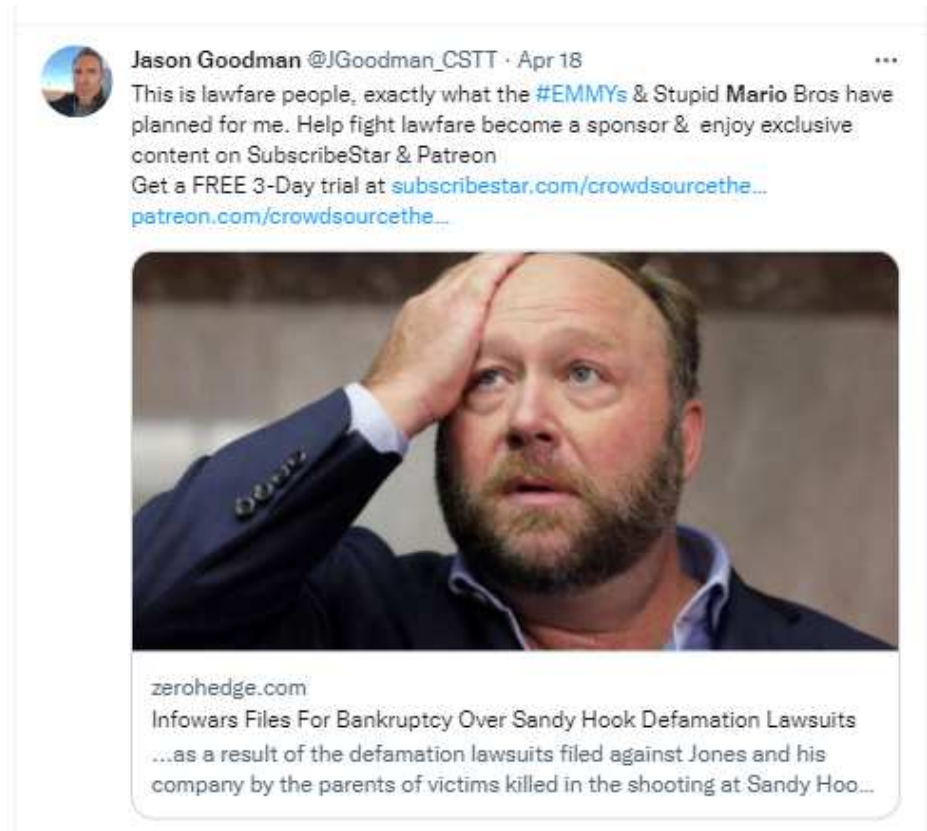 Jason Goodman @JGoodman_CSTT · Apr 18
This is lawfare people, exactly what the #EMMYs & Stupid Mario Bros have
planned for me. Help fight lawfare become a sponsor & enjoy exclusive
content on SubscribeStar & Patreon
Get a FREE 3-Day trial at subscribestar.com/crowdsourcethe...
patreon.com/crowdsourcethe...
zerohedge.com
Infowars Files For Bankruptcy Over Sandy Hook Defamation Lawsuits
...as a result of the defamation lawsuits filed against Jones and his
company by the parents of victims killed in the shooting at Sandy Hoo...